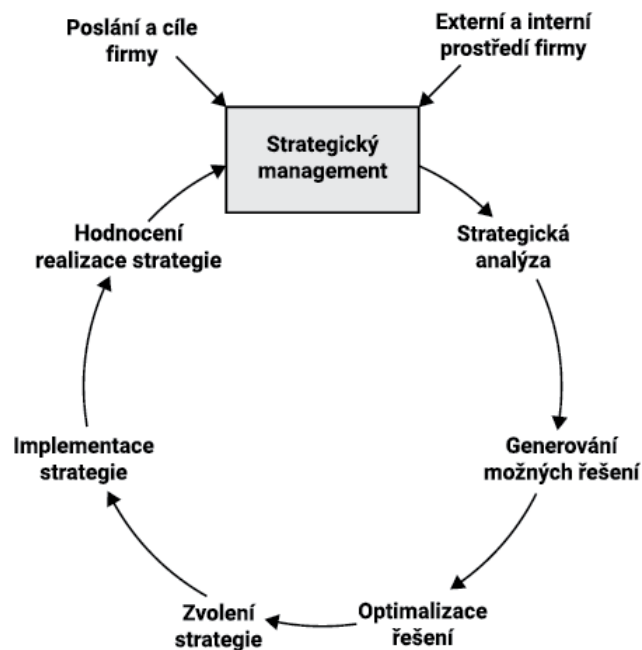 Poslání a cíle
firmy
Externí a interní
prostředí firmy
Strategický
management
Strategická
analýza
Generování
možných řešení
Optimalizace
řešení
Zvolení
strategie
Implementace
strategie
Hodnocení
realizace strategie